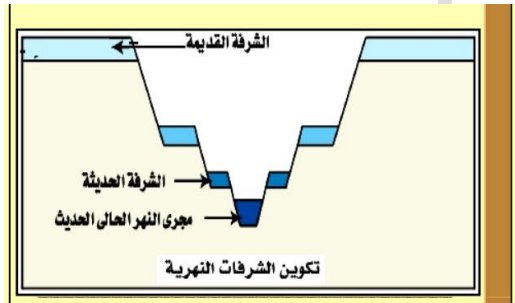 الشرفة القديمة
الشرفة الحديثة
مجرى النهر الحالى الحديث
تكوين الشرفات النهرية